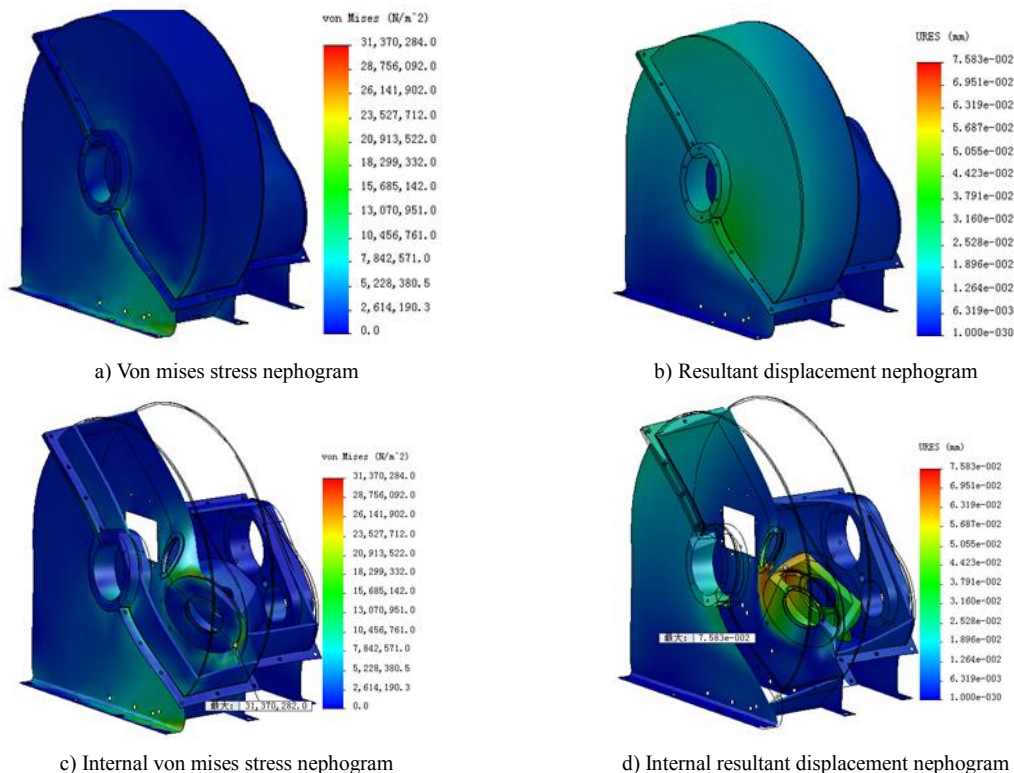 von Mises (N/m^2)
31,370,284.0
28,756,092.0
26,141,902.0
23,527,712.0
20,913,522.0
18,299,332.0
15,685,142.0
13,070,951.0
10,456,761.0
7,842,571.0
5,228,380.5
2,614,190.3
0.0
a) Von mises stress nephogram
URES (mm)
7.583e-002
6.951e-002
6.319e-002
5.687e-002
5.055e-002
4.423e-002
3.791e-002
3.160e-002
2.528e-002
1.896e-002
1.264e-002
6.319e-003
1.000e-030
b) Resultant displacement nephogram
von Mises (N/m^2)
31,370,284.0
28,756,092.0
26,141,902.0
23,527,712.0
20,913,522.0
18,299,332.0
15,685,142.0
13,070,951.0
10,456,761.0
7,842,571.0
5,228,380.5
2,614,190.3
0.0
最大: 31,370,282.0
c) Internal von mises stress nephogram
URES (mm)
7.583e-002
6.951e-002
6.319e-002
5.687e-002
5.055e-002
4.423e-002
3.791e-002
3.160e-002
2.528e-002
1.896e-002
1.264e-002
6.319e-003
1.000e-030
最大: 7.583e-002
d) Internal resultant displacement nephogram